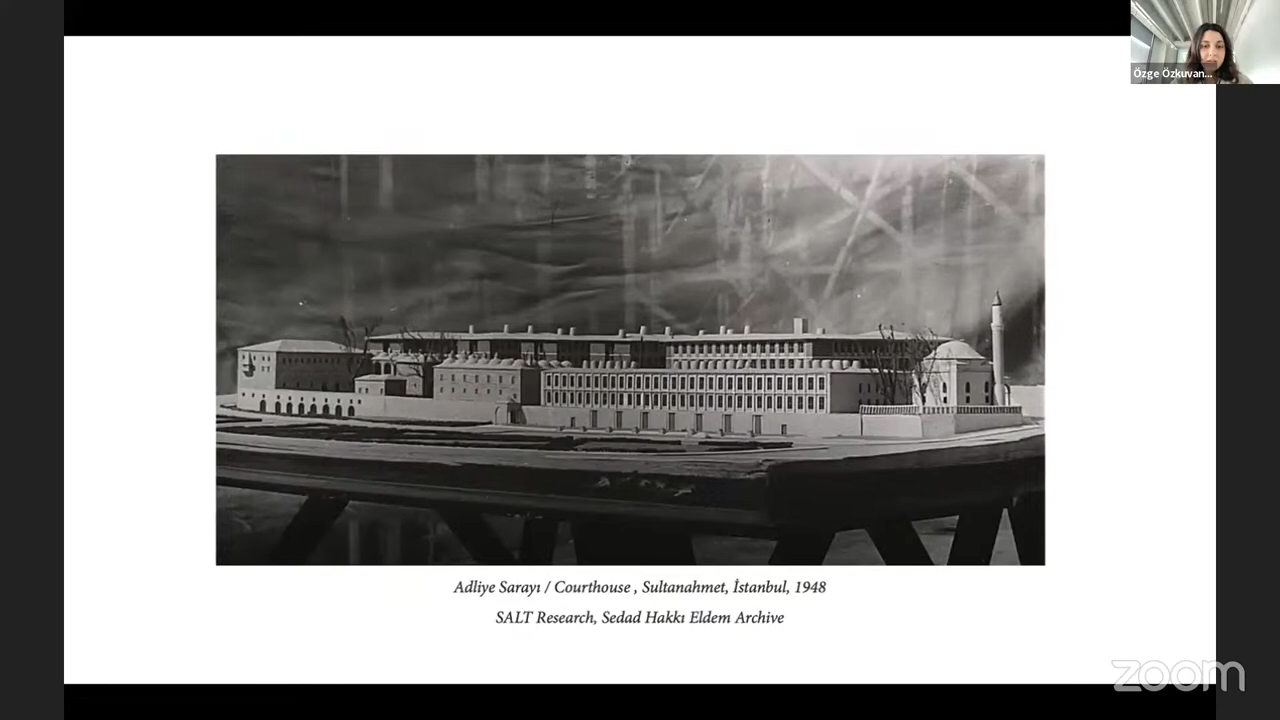 Özge Özkuvan...
Adliye Sarayı / Courthouse , Sultanahmet, İstanbul, 1948
SALT Research, Sedad Hakkı Eldem Archive
zoom